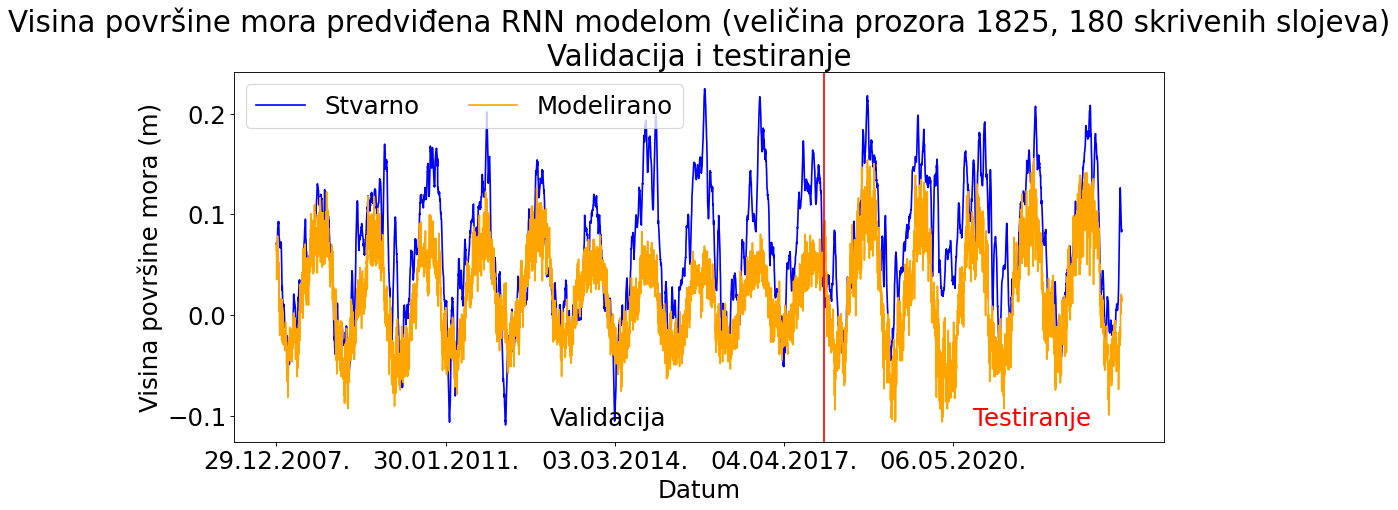 Visina površine mora predviđena RNN modelom (veličina prozora 1825, 180 skrivenih slojeva)
Validacija i testiranje
Stvarno
Modelirano
Visina površine mora (m)
0.2
0.1
0.0
−0.1
Validacija
Testiranje
29.12.2007.
30.01.2011.
03.03.2014.
04.04.2017.
06.05.2020.
Datum